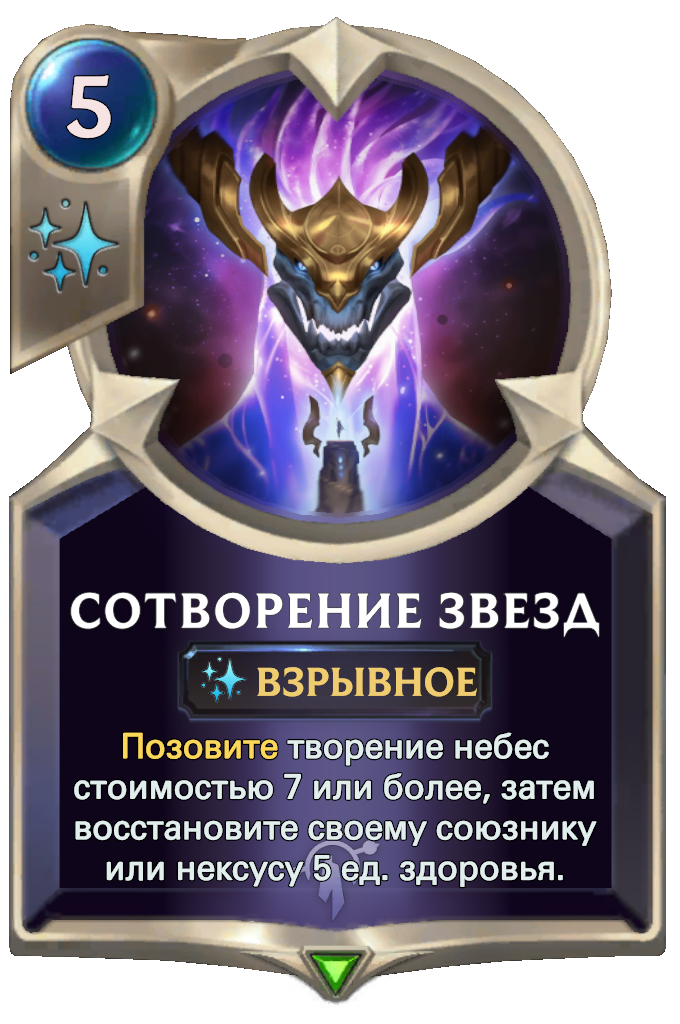 5
СОТВОРЕНИЕ ЗВЕЗД
ВЗРЫВНОЕ
Позовите творение небес
стоимостью 7 или более, затем
восстановите своему союзнику
или нексусу 5 ед. здоровья.